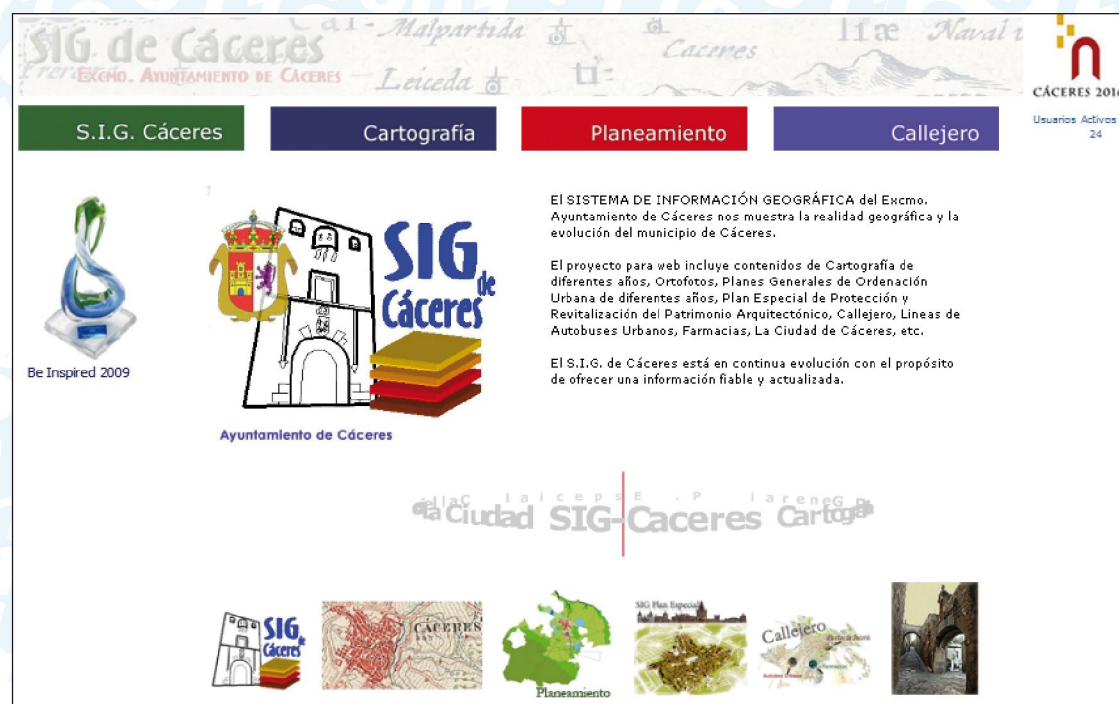 SIG de Cáceres
EXCMO. AYUNTAMIENTO DE CÁCERES
Malpartida
Caceres
Leiceda
CÁCERES 2016
Usuarios Activos
24
S.I.G. Cáceres
Cartografía
Planeamiento
Callejero
Be Inspired 2009
SIG de Cáceres
Ayuntamiento de Cáceres
El SISTEMA DE INFORMACIÓN GEOGRÁFICA del Excmo.
Ayuntamiento de Cáceres nos muestra la realidad geográfica y la
evolución del municipio de Cáceres.
El proyecto para web incluye contenidos de Cartografía de
diferentes años, Ortofotos, Planes Generales de Ordenación
Urbana de diferentes años, Plan Especial de Protección y
Revitalización del Patrimonio Arquitectónico, Callejero, Lineas de
Autobuses Urbanos, Farmacias, La Ciudad de Cáceres, etc.
El S.I.G. de Cáceres está en continua evolución con el propósito
de ofrecer una información fiable y actualizada.
Ciudad SIG-Caceres
SIG de Cáceres
CÁCERES
Planeamiento
SIG Plan Especial
Callejero